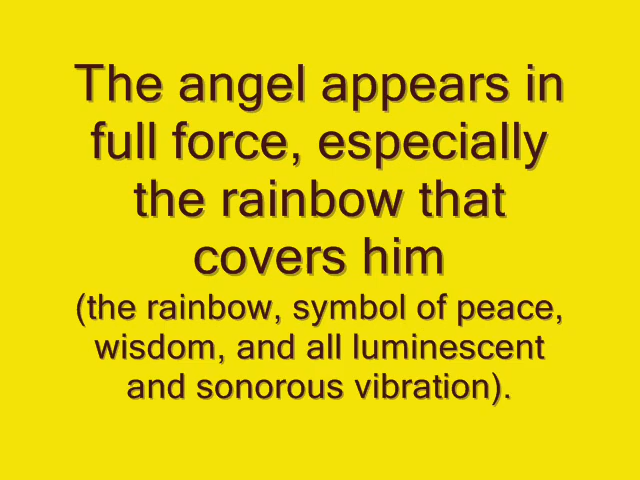 The angel appears in
full force, especially
the rainbow that
covers him
(the rainbow, symbol of peace,
wisdom, and all luminescent
and sonorous vibration).